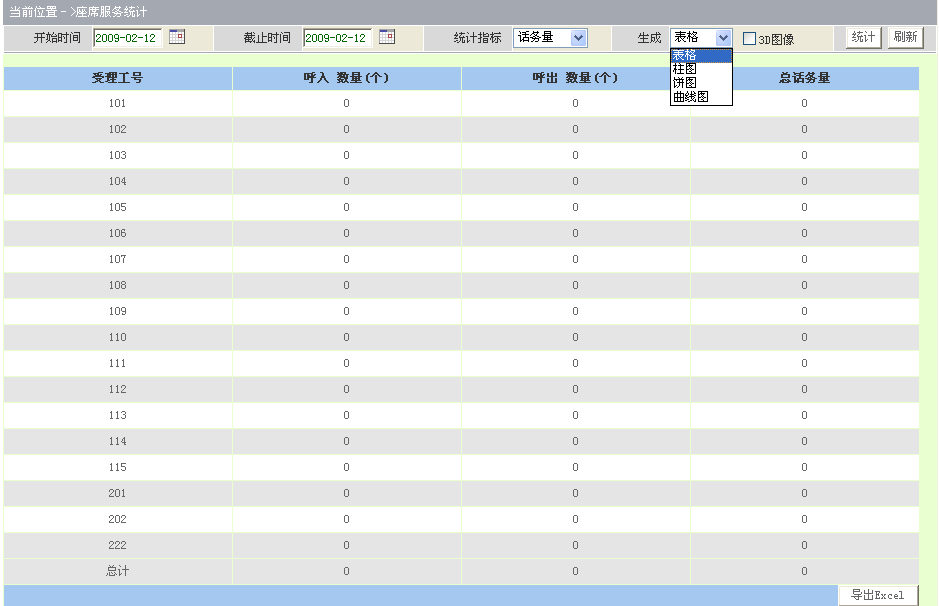 当前位置->座席服务统计
开始时间 2009-02-12 截止时间 2009-02-12 统计指标 话务量 生成 表格 3D图像 统计 刷新
表格
柱图
饼图
曲线图
受理工号 呼入 数量(个) 呼出 数量(个) 总话务量
101 0 0 0
102 0 0 0
103 0 0 0
104 0 0 0
105 0 0 0
106 0 0 0
107 0 0 0
108 0 0 0
109 0 0 0
110 0 0 0
111 0 0 0
112 0 0 0
113 0 0 0
114 0 0 0
115 0 0 0
201 0 0 0
202 0 0 0
222 0 0 0
总计 0 0 0
导出Excel